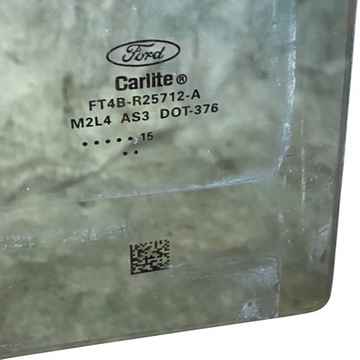 Ford
Carlite®
FT4B-R25712-A
M2L4 AS3 DOT-376
. . . . . 15
. .